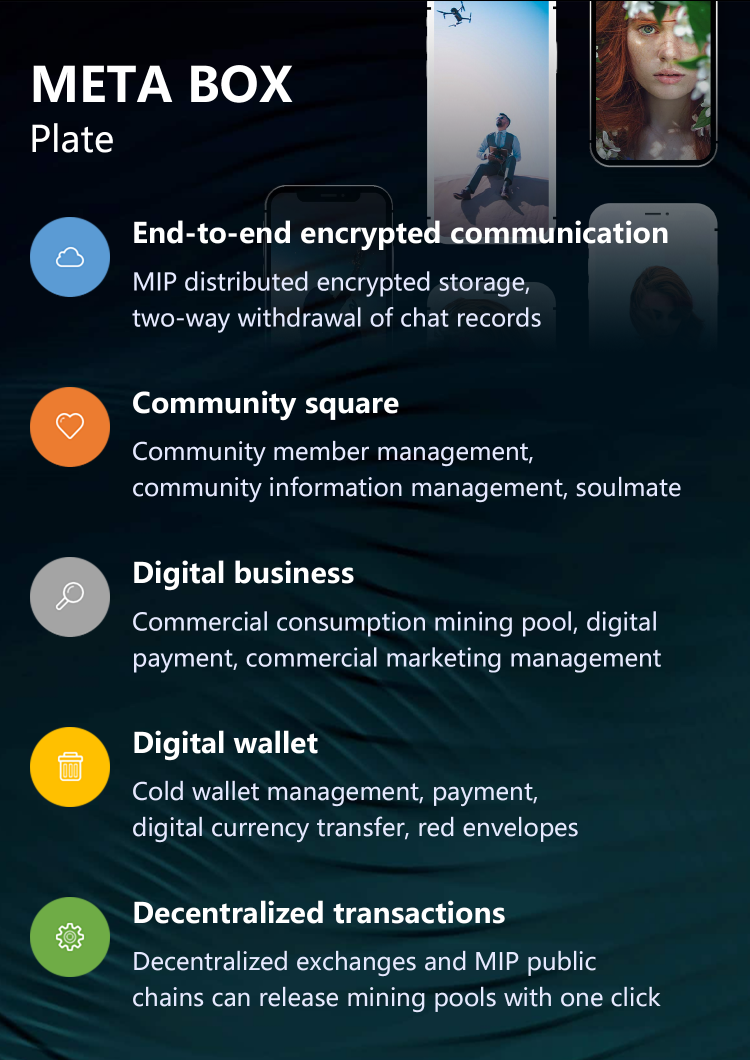 META BOX
Plate
End-to-end encrypted communication
MIP distributed encrypted storage,
two-way withdrawal of chat records
Community square
Community member management,
community information management, soulmate
Digital business
Commercial consumption mining pool, digital
payment, commercial marketing management
Digital wallet
Cold wallet management, payment,
digital currency transfer, red envelopes
Decentralized transactions
Decentralized exchanges and MIP public
chains can release mining pools with one click